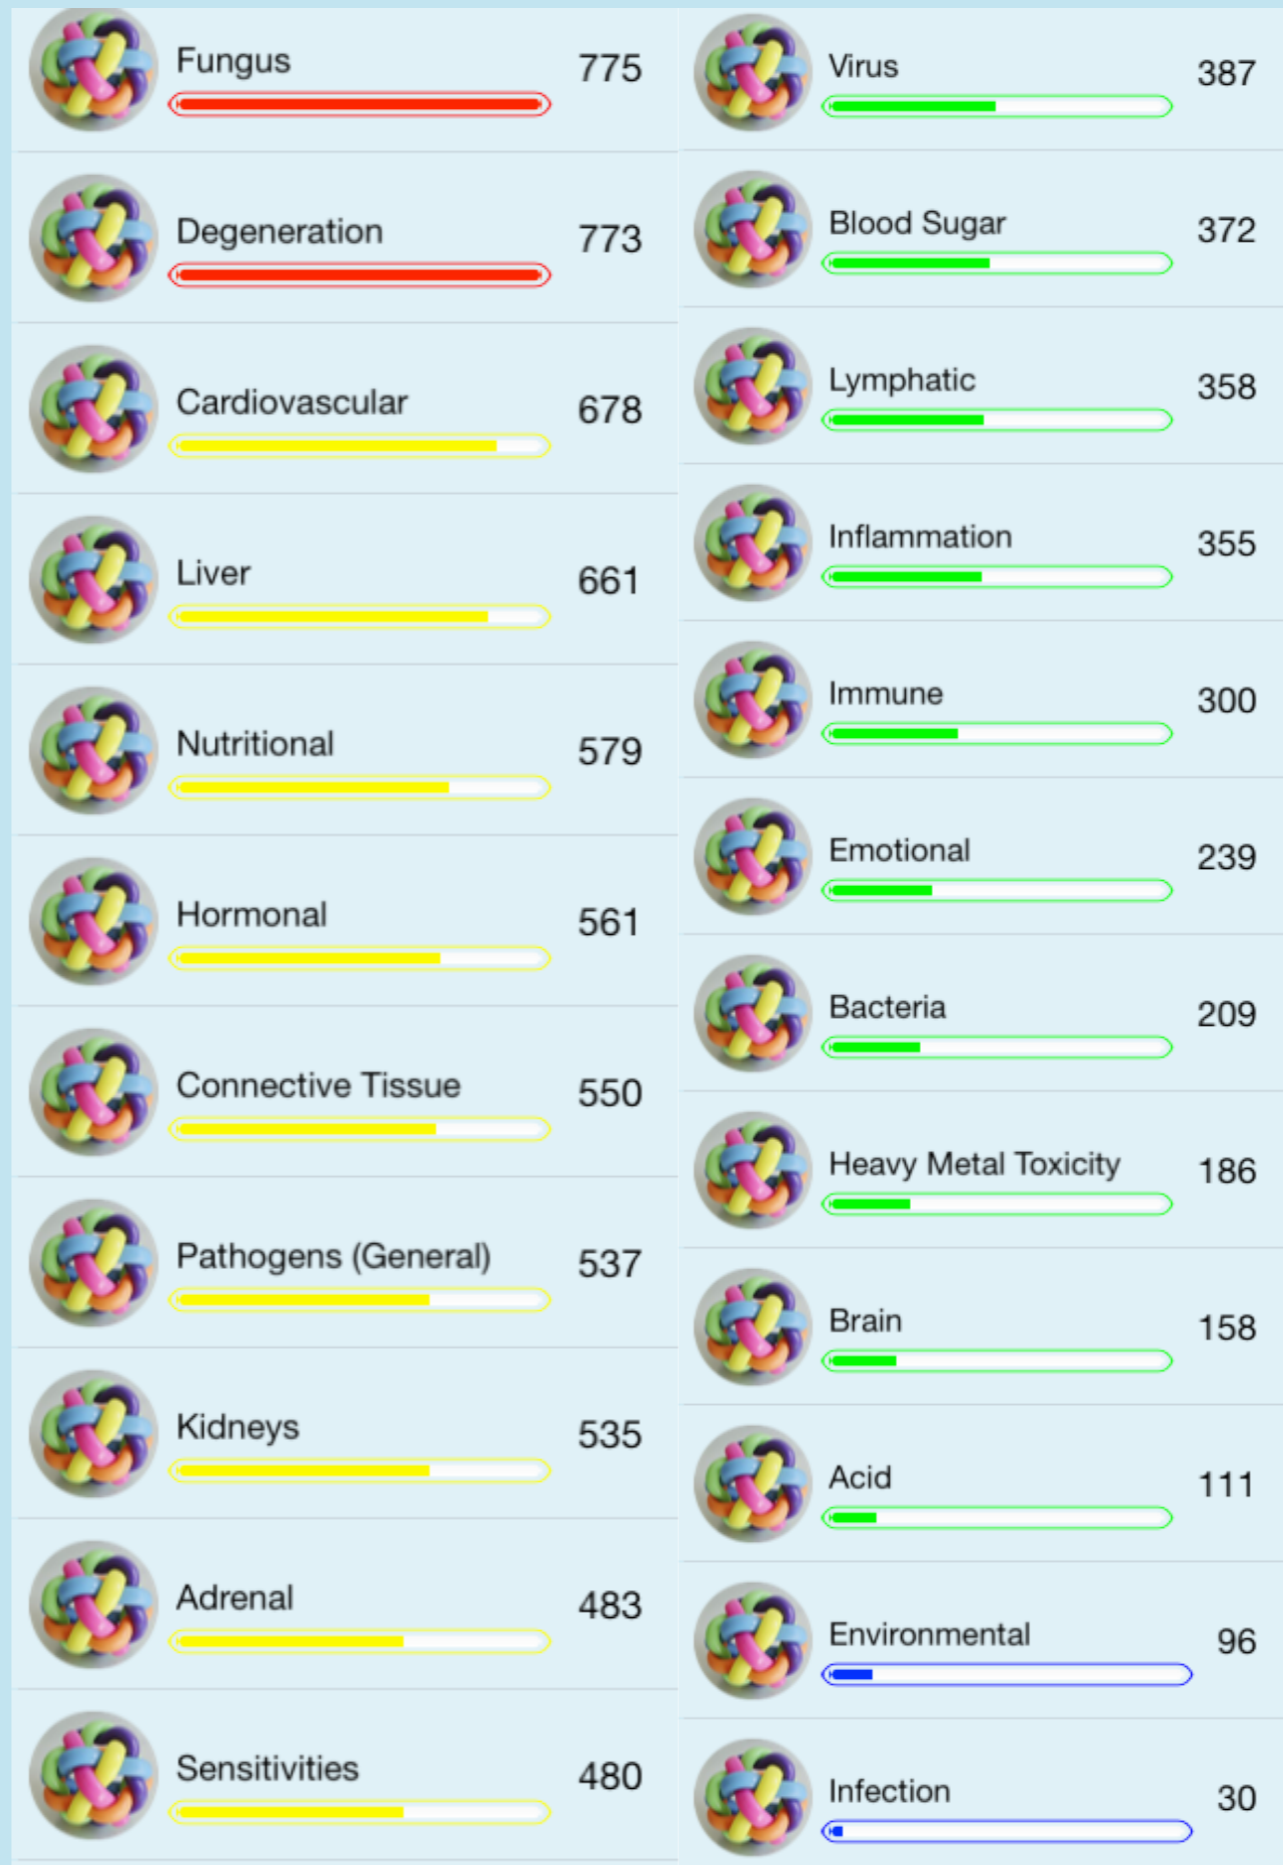 Fungus 775
Degeneration 773
Cardiovascular 678
Liver 661
Nutritional 579
Hormonal 561
Connective Tissue 550
Pathogens (General) 537
Kidneys 535
Adrenal 483
Sensitivities 480
Virus 387
Blood Sugar 372
Lymphatic 358
Inflammation 355
Immune 300
Emotional 239
Bacteria 209
Heavy Metal Toxicity 186
Brain 158
Acid 111
Environmental 96
Infection 30